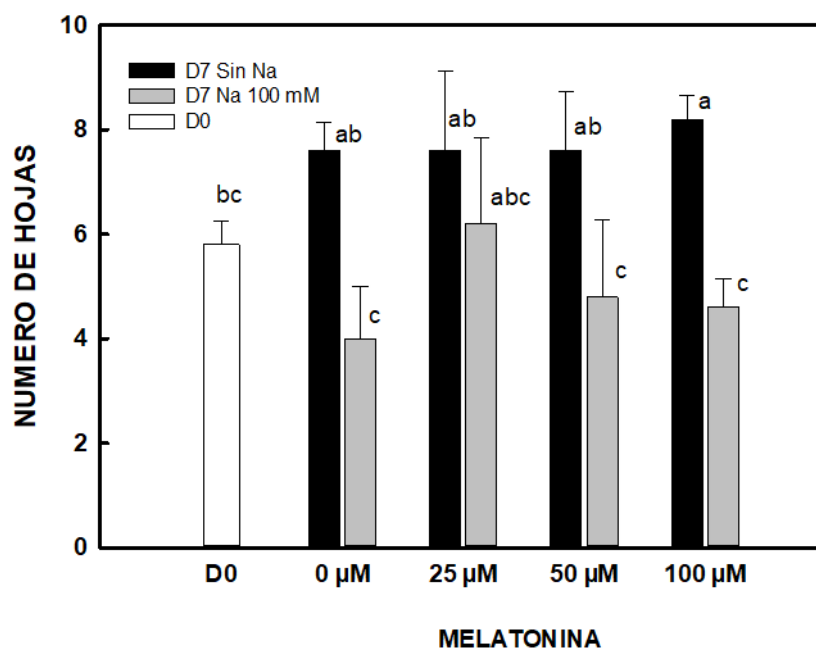 10
8
6
4
2
0
NUMERO DE HOJAS
D7 Sin Na
D7 Na 100 mM
D0
bc
ab
c
ab
abc
ab
c
a
c
D0 0 µM 25 µM 50 µM 100 µM
MELATONINA